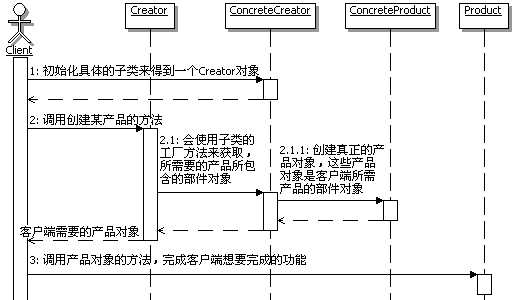 Creator
ConcreteCreator
ConcreteProduct
Product
Client
1: 初始化具体的子类来得到一个Creator对象
2: 调用创建某产品的方法
2.1: 会使用子类的
工厂方法来获取，
所需要的产品所包
含的部件对象
2.1.1: 创建真正的产
品对象，这些产品
对象是客户端所需
产品的部件对象
客户端需要的产品对象
3: 调用产品对象的方法，完成客户端想要完成的功能